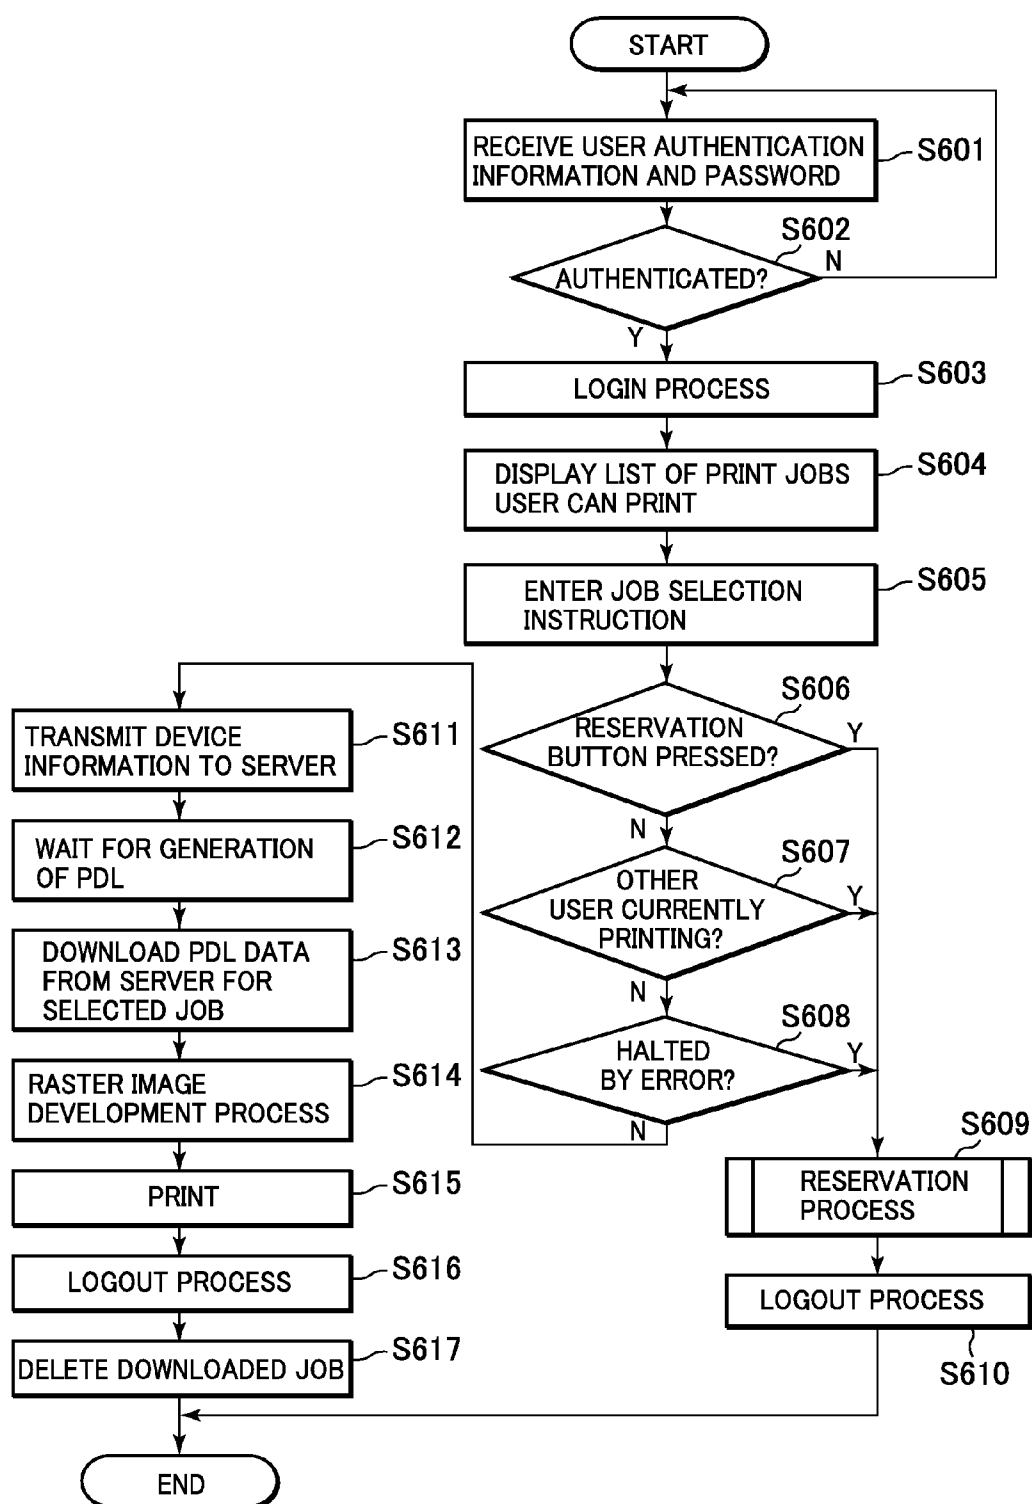 START
RECEIVE USER AUTHENTICATION
INFORMATION AND PASSWORD
S601
S602
AUTHENTICATED?
N
Y
LOGIN PROCESS
S603
DISPLAY LIST OF PRINT JOBS
USER CAN PRINT
S604
ENTER JOB SELECTION
INSTRUCTION
S605
S606
RESERVATION
BUTTON PRESSED?
Y
N
S607
OTHER
USER CURRENTLY
PRINTING?
Y
N
S608
HALTED
BY ERROR?
Y
N
S609
RESERVATION
PROCESS
LOGOUT PROCESS
S610
TRANSMIT DEVICE
INFORMATION TO SERVER
S611
WAIT FOR GENERATION
OF PDL
S612
DOWNLOAD PDL DATA
FROM SERVER FOR
SELECTED JOB
S613
RASTER IMAGE
DEVELOPMENT PROCESS
S614
PRINT
S615
LOGOUT PROCESS
S616
DELETE DOWNLOADED JOB
S617
END